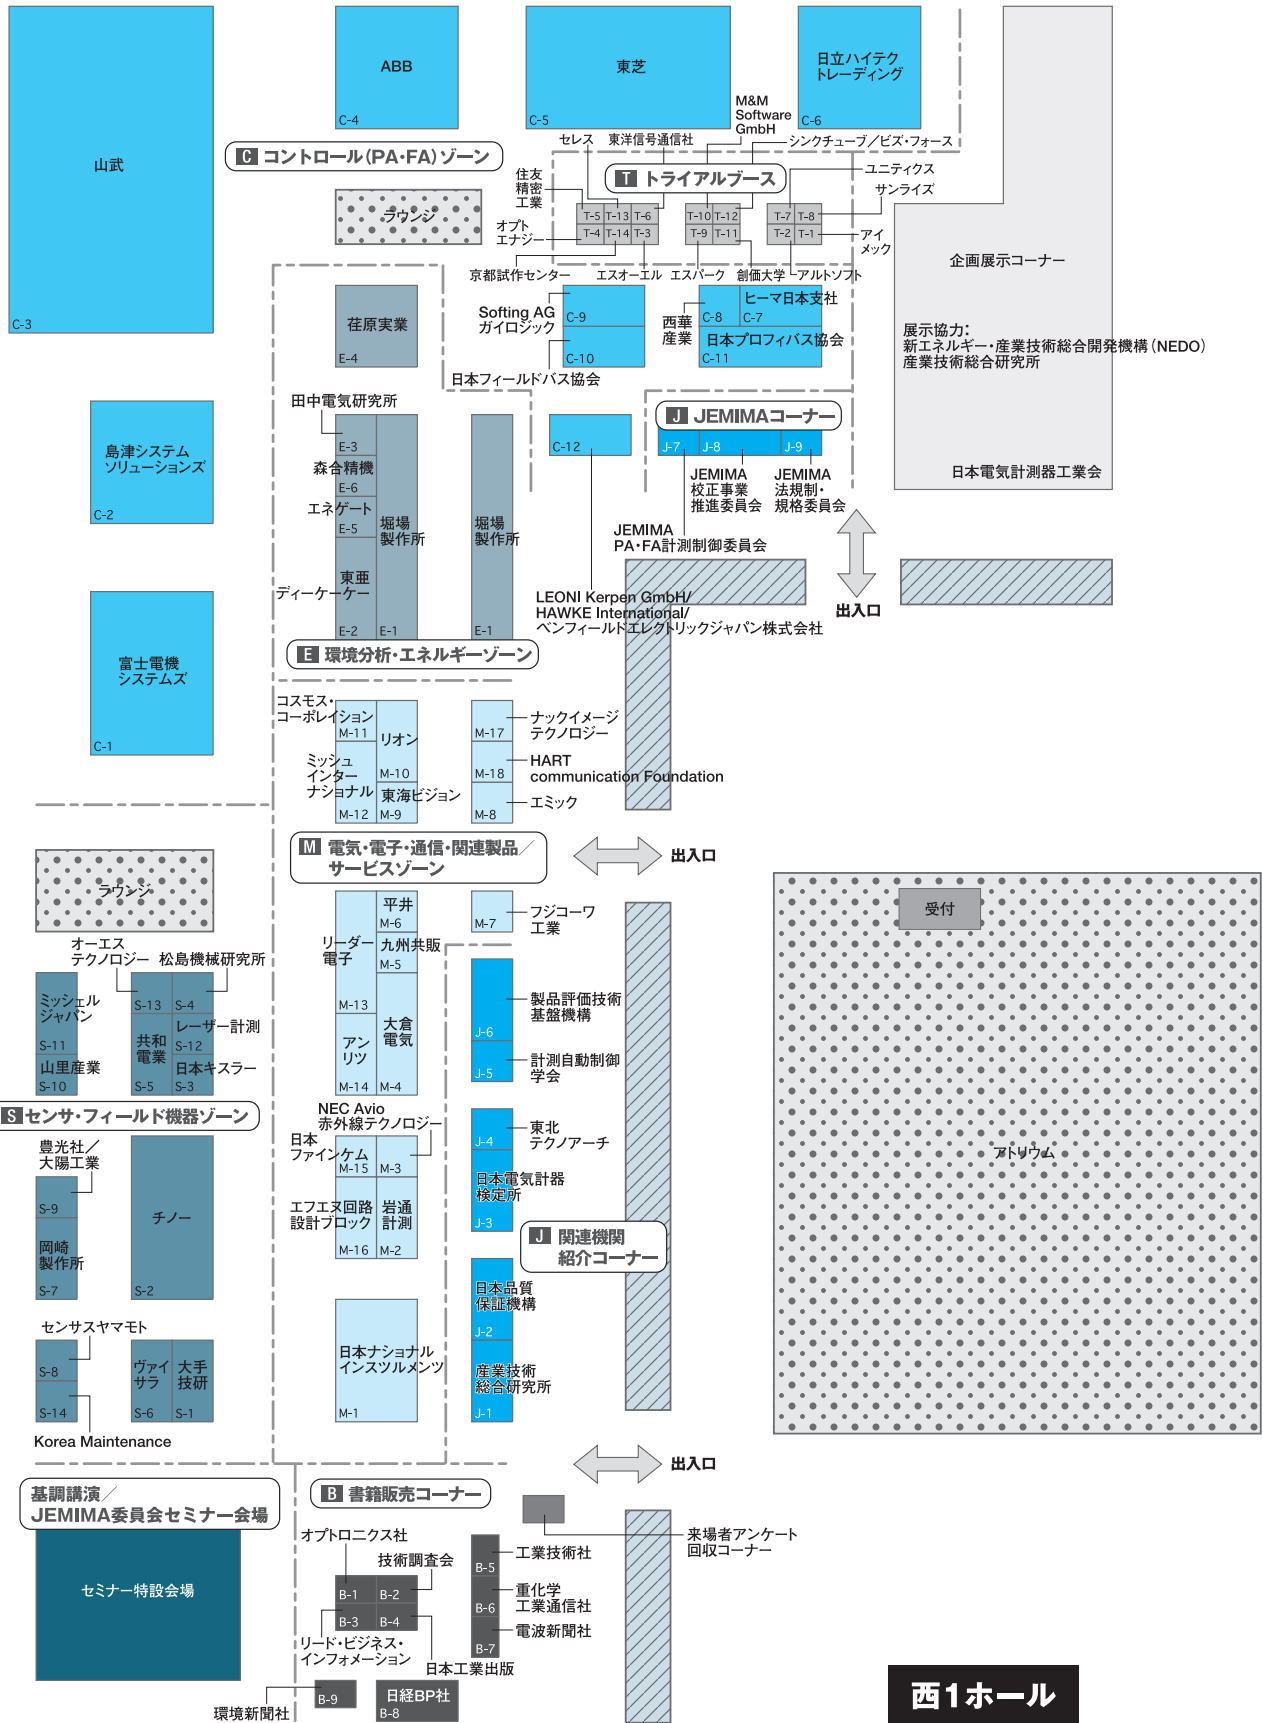 山武
C-3
ABB
C-4
東芝
C-5
日立ハイテク
トレーディング
C-6
C コントロール(PA・FA)ゾーン
ラウンジ
セレス
東洋信号通信社
M&M
Software
GmbH
シンクチューブ／ビズ・フォース
T トライアルブース
ユニティクス
サンライズ
住友
精密
工業
オプト
エナジー
T-5
T-13
T-6
T-4
T-14
T-3
T-10
T-12
T-9
T-11
T-7
T-8
T-2
T-1
アイ
メック
京都試作センター
エスオーエル
エスパーク
創価大学
アルトソフト
企画展示コーナー
展示協力：
新エネルギー・産業技術総合開発機構(NEDO)
産業技術総合研究所
日本電気計測器工業会
荏原実業
E-4
Softing AG
ガイロジック
C-9
C-10
日本フィールドバス協会
西華
産業
C-8
ヒーマ日本支社
C-7
日本プロフィバス協会
C-11
島津システム
ソリューションズ
C-2
田中電気研究所
E-3
森合精機
E-6
エネゲート
E-5
東亜
ディーケーケー
E-2
堀場
製作所
E-1
堀場
製作所
E-1
C-12
J JEMIMAコーナー
J-7
J-8
J-9
JEMIMA
校正事業
推進委員会
JEMIMA
法規制・
規格委員会
JEMIMA
PA・FA計測制御委員会
LEONI Kerpen GmbH/
HAWKE International/
ベンフィールドエレクトリックジャパン株式会社
出入口
富士電機
システムズ
C-1
E 環境分析・エネルギーゾーン
コスモス・
コーポレイション
M-11
リオン
M-10
ミッシュ
インター
ナショナル
M-12
東海ビジョン
M-9
M-17
ナックイメージ
テクノロジー
M-18
HART
communication Foundation
M-8
エミック
M 電気・電子・通信・関連製品／
サービスゾーン
出入口
ラウンジ
受付
アトリウム
平井
M-6
リーダー
電子
M-13
九州共販
M-5
大倉
電気
M-4
アン
リツ
M-14
M-7
フジコーワ
工業
オーエス
テクノロジー
松島機械研究所
ミッシェル
ジャパン
S-11
山里産業
S-10
S-13
S-4
共和
電業
S-5
レーザー計測
S-12
日本キスラー
S-3
製品評価技術
基盤機構
J-6
計測自動制御
学会
J-5
S センサ・フィールド機器ゾーン
NEC Avio
赤外線テクノロジー
日本
ファインケム
M-15
M-3
エフエヌ回路
設計ブロック
M-16
岩通
計測
M-2
東北
テクノアーチ
J-4
日本電気計器
検定所
J-3
豊光社／
大陽工業
S-9
岡崎
製作所
S-7
チノー
S-2
J 関連機関
紹介コーナー
日本品質
保証機構
J-2
産業技術
総合研究所
J-1
センサスヤマモト
S-8
S-14
Korea Maintenance
ヴァイ
サラ
S-6
大手
技研
S-1
日本ナショナル
インスツルメンツ
M-1
出入口
基調講演／
JEMIMA委員会セミナー会場
セミナー特設会場
B 書籍販売コーナー
来場者アンケート
回収コーナー
オプトロニクス社
技術調査会
B-1
B-2
B-3
B-4
リード・ビジネス・
インフォメーション
日本工業出版
B-5
工業技術社
B-6
重化学
工業通信社
B-7
電波新聞社
環境新聞社
B-9
日経BP社
B-8
西1ホール